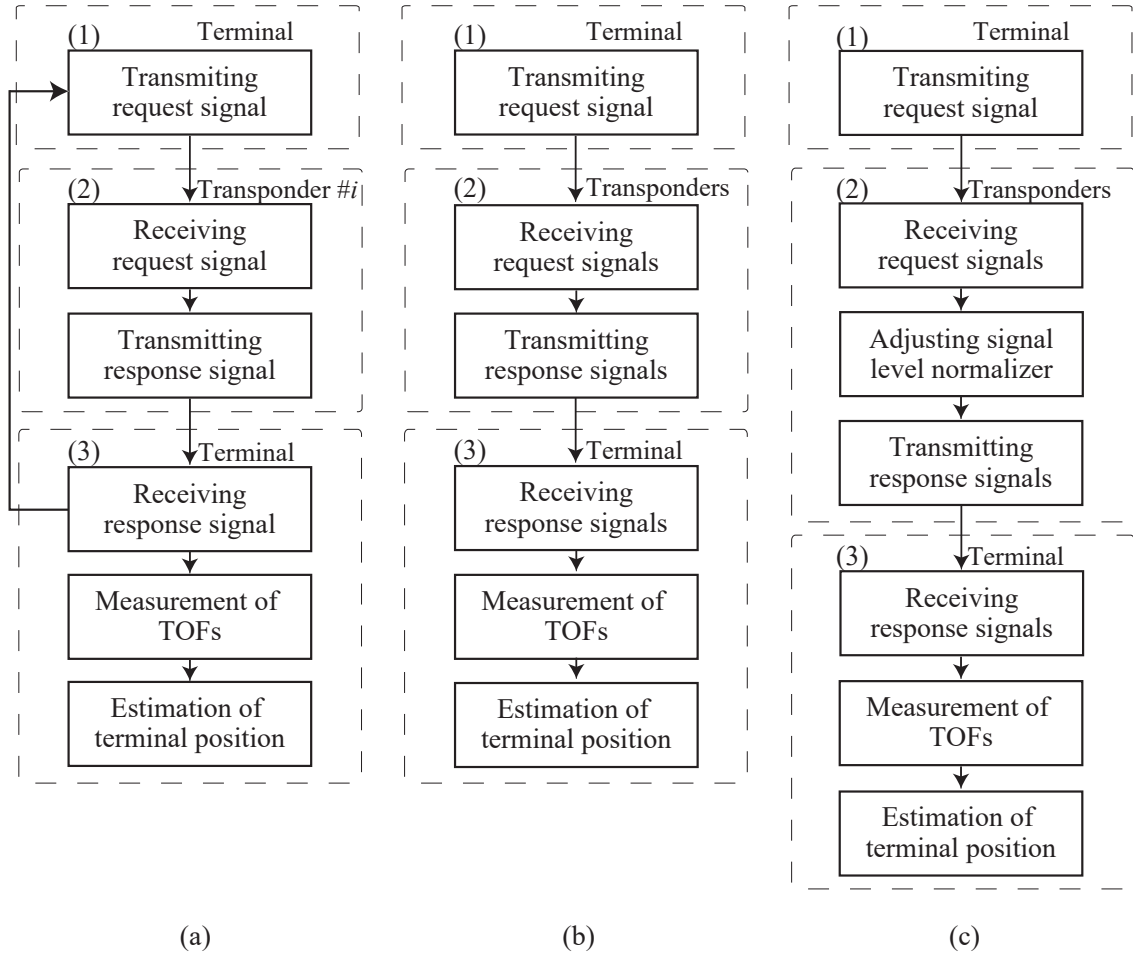 (1)
Terminal
Transmiting
request signal
(2)
Transponder #i
Receiving
request signal
Transmitting
response signal
(3)
Terminal
Receiving
response signal
Measurement of
TOFs
Estimation of
terminal position
(a)
(1)
Terminal
Transmiting
request signal
(2)
Transponders
Receiving
request signals
Transmitting
response signals
(3)
Terminal
Receiving
response signals
Measurement of
TOFs
Estimation of
terminal position
(b)
(1)
Terminal
Transmiting
request signal
(2)
Transponders
Receiving
request signals
Adjusting signal
level normalizer
Transmitting
response signals
(3)
Terminal
Receiving
response signals
Measurement of
TOFs
Estimation of
terminal position
(c)